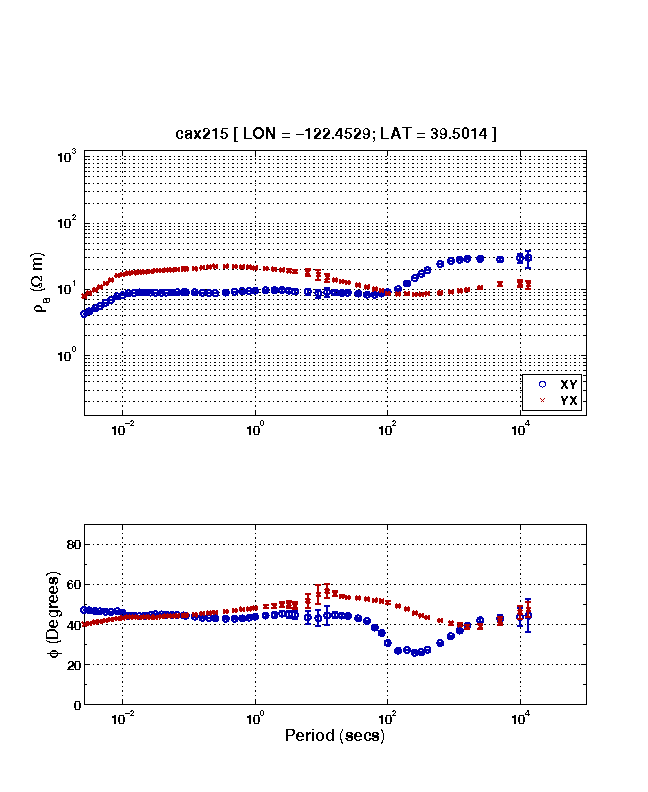 cax215 [ LON = −122.4529; LAT = 39.5014 ]
10³
10²
10¹
10⁰
ρa (Ω m)
XY
YX
10⁻² 10⁰ 10² 10⁴
80
60
40
20
0
ϕ (Degrees)
10⁻² 10⁰ 10² 10⁴
Period (secs)